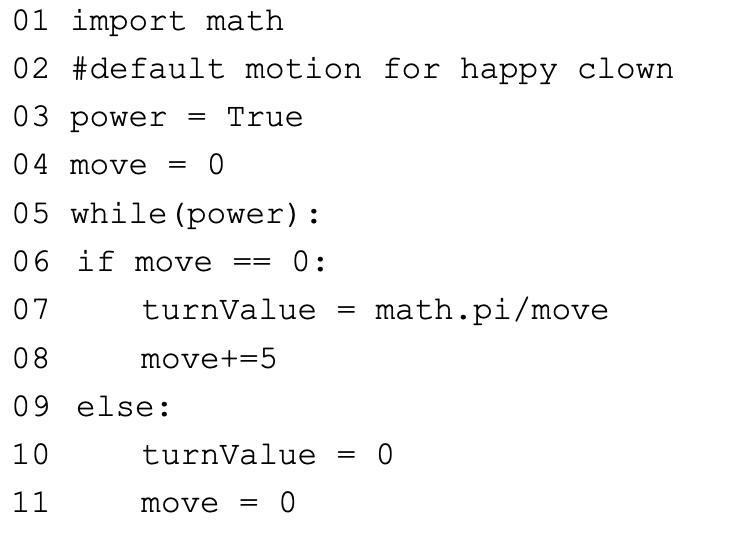 01 import math
02 #default motion for happy clown
03 power = True
04 move = 0
05 while(power):
06 if move == 0:
07     turnValue = math.pi/move
08     move+=5
09 else:
10     turnValue = 0
11     move = 0